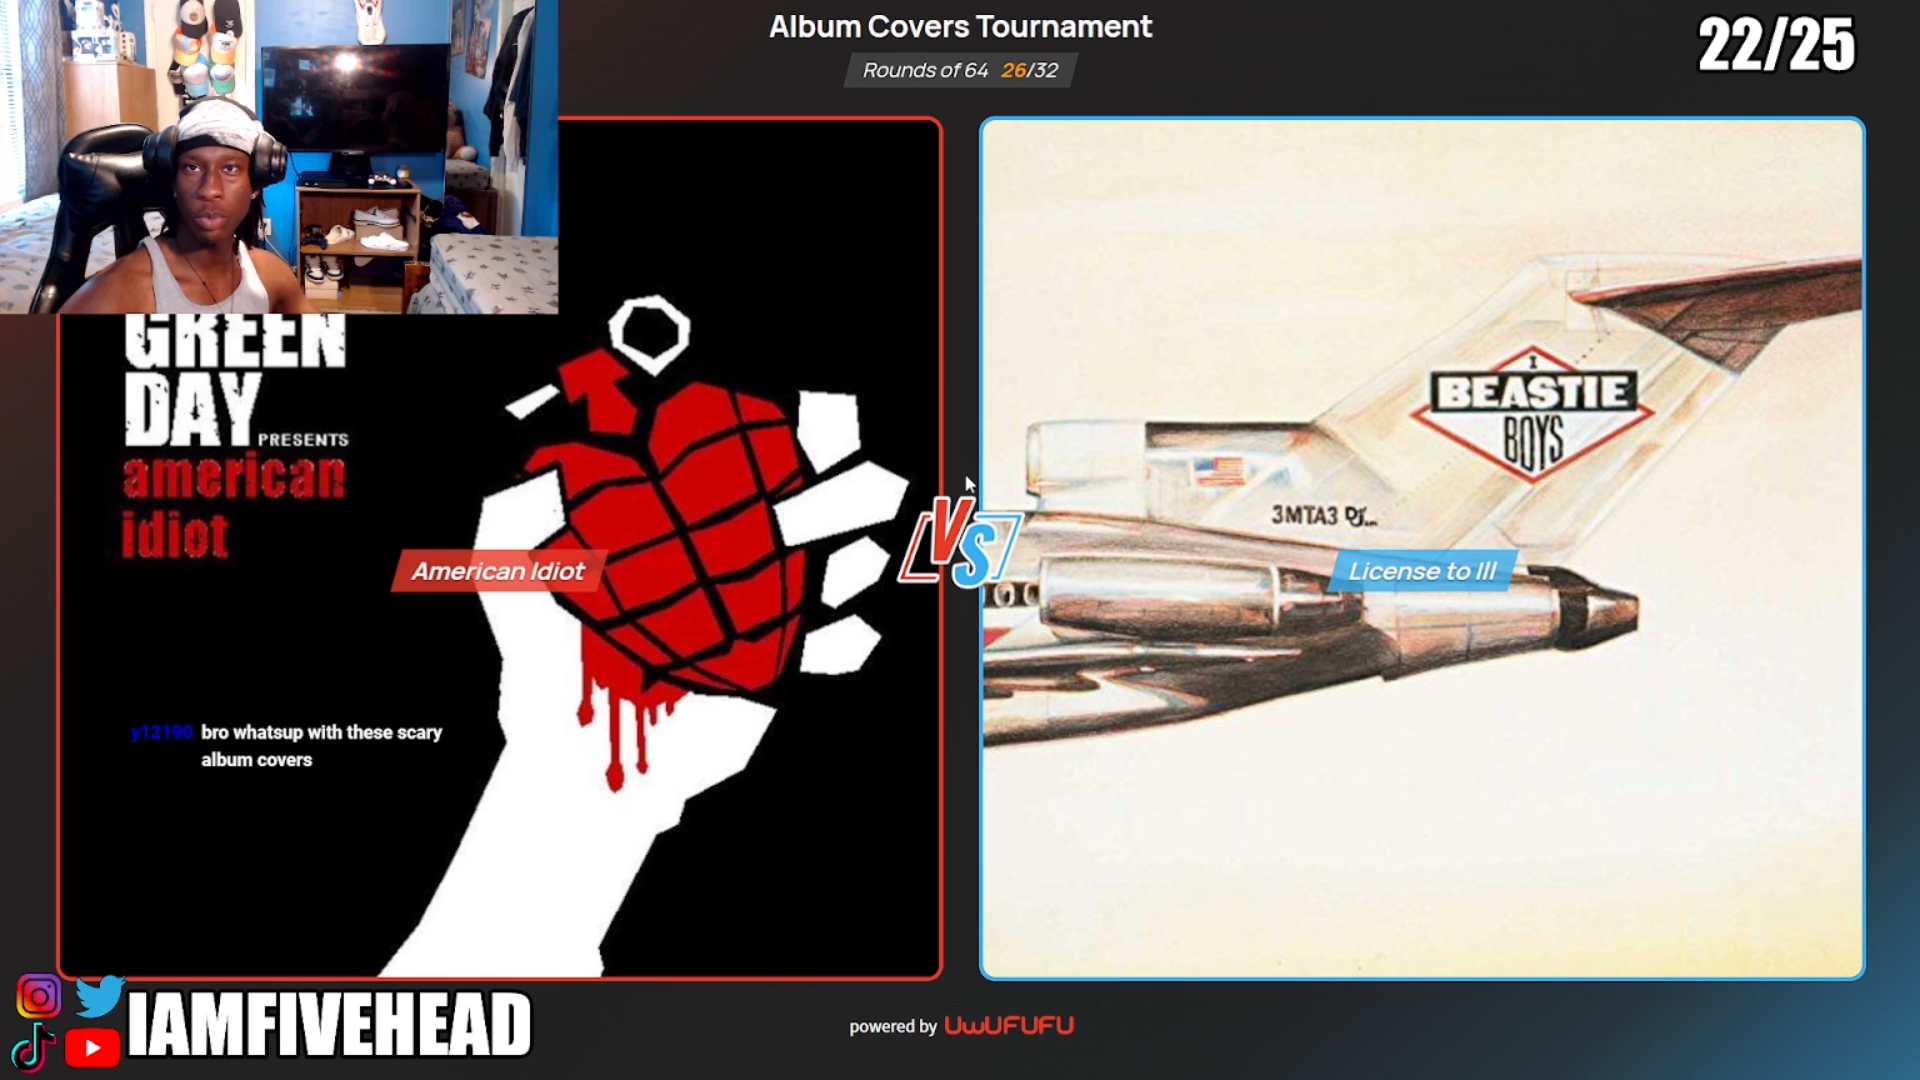 Album Covers Tournament
Rounds of 64 26/32
22/25
GREEN
DAY PRESENTS
american
idiot
American Idiot
VS
BEASTIE
BOYS
3MTA3
License to Ill
y12190 bro whatsup with these scary
album covers
IAMFIVEHEAD
powered by UwUFUFU